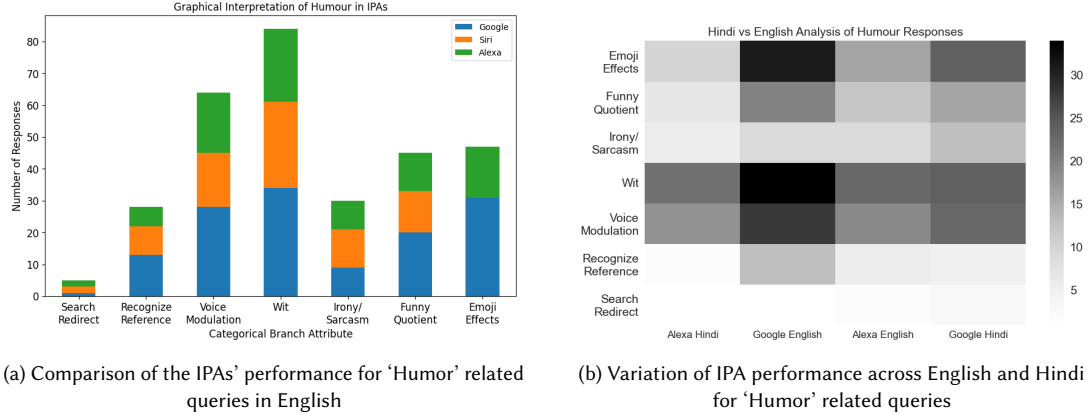 Graphical Interpretation of Humour in IPAs
Google
Siri
Alexa
Number of Responses
80
70
60
50
40
30
20
10
0
Search
Redirect
Recognize
Reference
Voice
Modulation
Wit
Irony/
Sarcasm
Funny
Quotient
Emoji
Effects
Categorical Branch Attribute
(a) Comparison of the IPAs' performance for 'Humor' related
queries in English
Hindi vs English Analysis of Humour Responses
Emoji
Effects
Funny
Quotient
Irony/
Sarcasm
Wit
Voice
Modulation
Recognize
Reference
Search
Redirect
Alexa Hindi
Google English
Alexa English
Google Hindi
30
25
20
15
10
5
(b) Variation of IPA performance across English and Hindi
for 'Humor' related queries